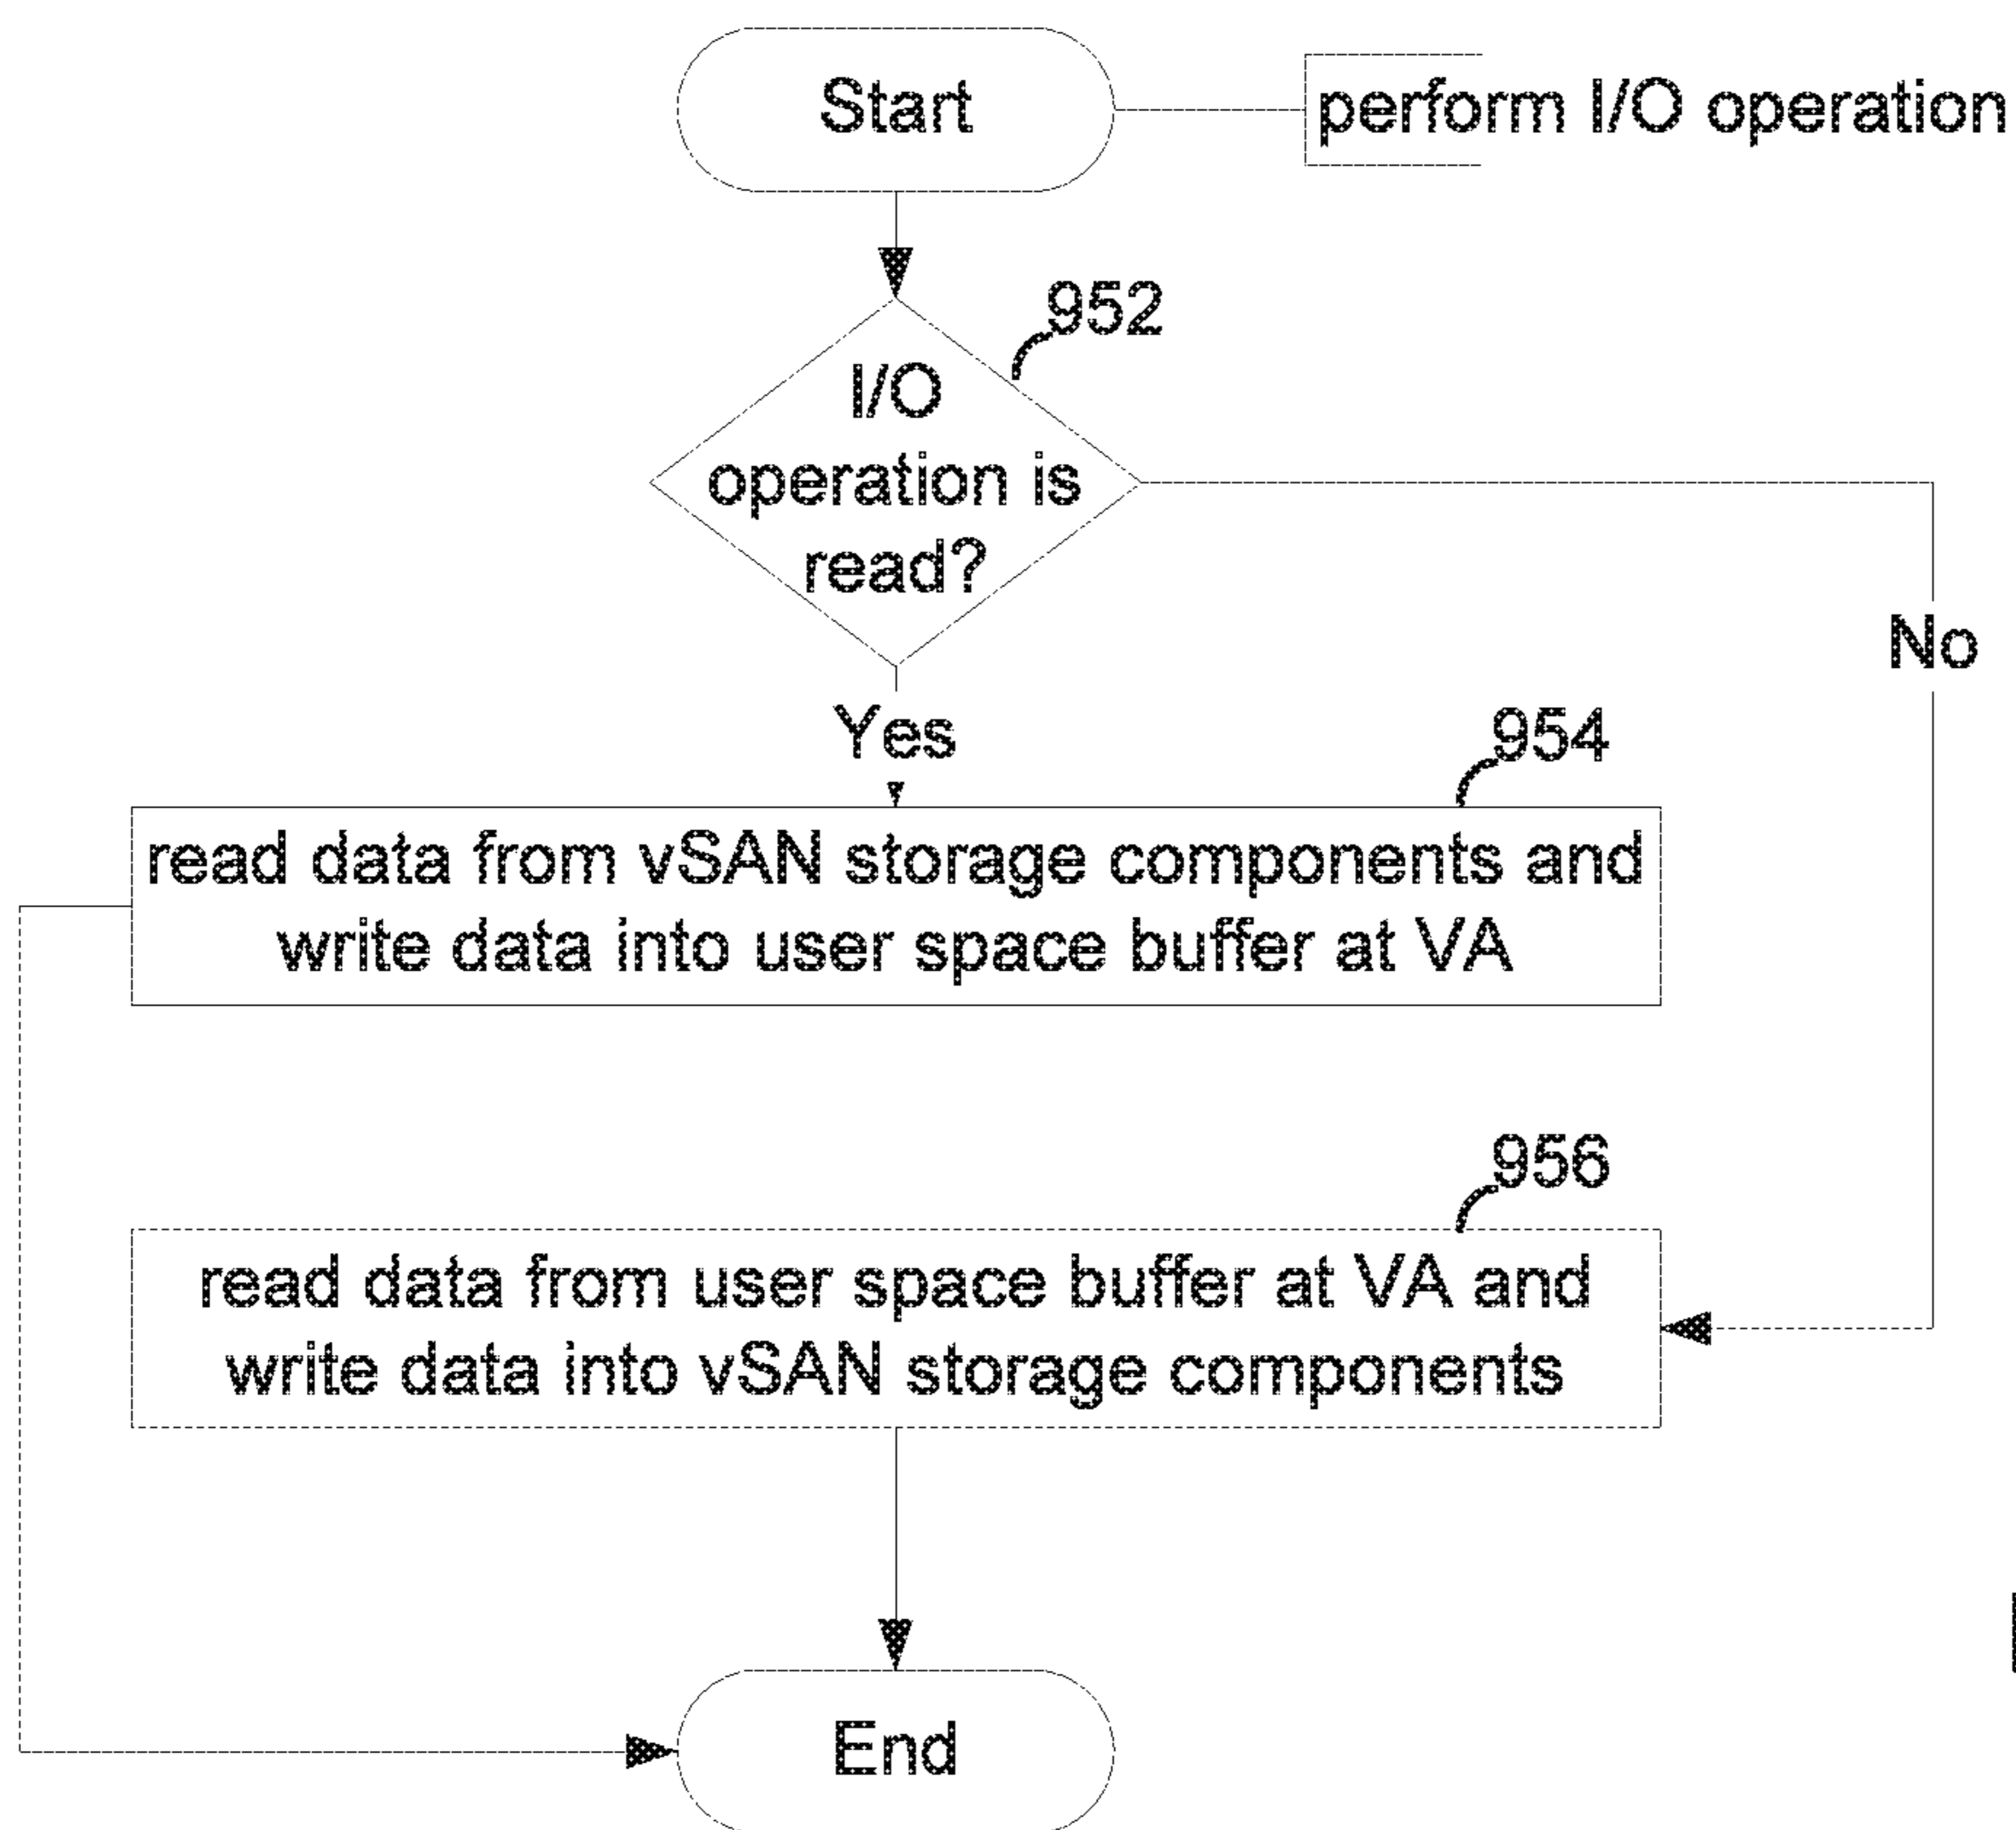 Start
perform I/O operation
952
I/O
operation is
read?
No
Yes
954
read data from vSAN storage components and
write data into user space buffer at VA
956
read data from user space buffer at VA and
write data into vSAN storage components
End